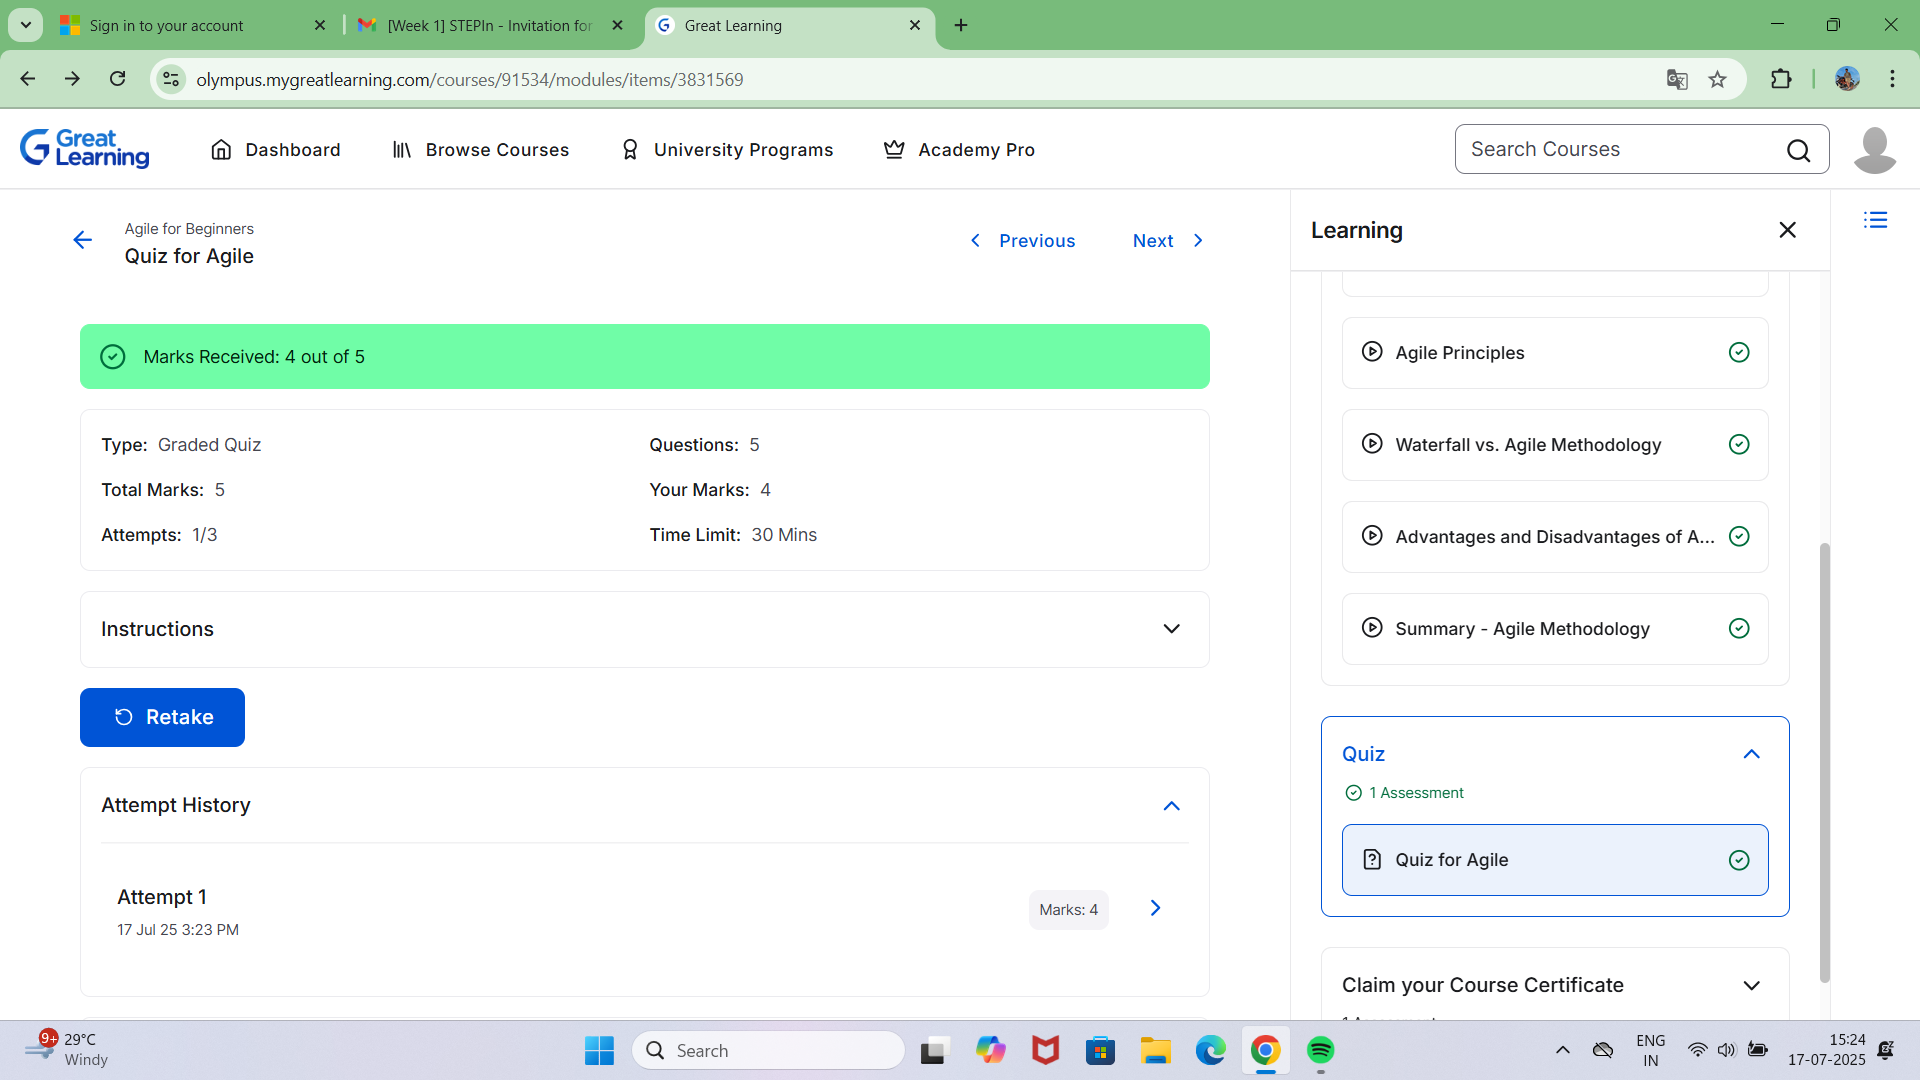 Sign in to your account
[Week 1] STEPIn - Invitation for
Great Learning
olympus.mygreatlearning.com/courses/91534/modules/items/3831569
Great Learning
Dashboard
Browse Courses
University Programs
Academy Pro
Search Courses
Agile for Beginners
Quiz for Agile
Previous
Next
Marks Received: 4 out of 5
Type: Graded Quiz
Questions: 5
Total Marks: 5
Your Marks: 4
Attempts: 1/3
Time Limit: 30 Mins
Instructions
Retake
Attempt History
Attempt 1
17 Jul 25 3:23 PM
Marks: 4
Learning
Agile Principles
Waterfall vs. Agile Methodology
Advantages and Disadvantages of A...
Summary - Agile Methodology
Quiz
1 Assessment
Quiz for Agile
Claim your Course Certificate
1 Assessment
9+
29°C
Windy
Search
ENG
IN
15:24
17-07-2025